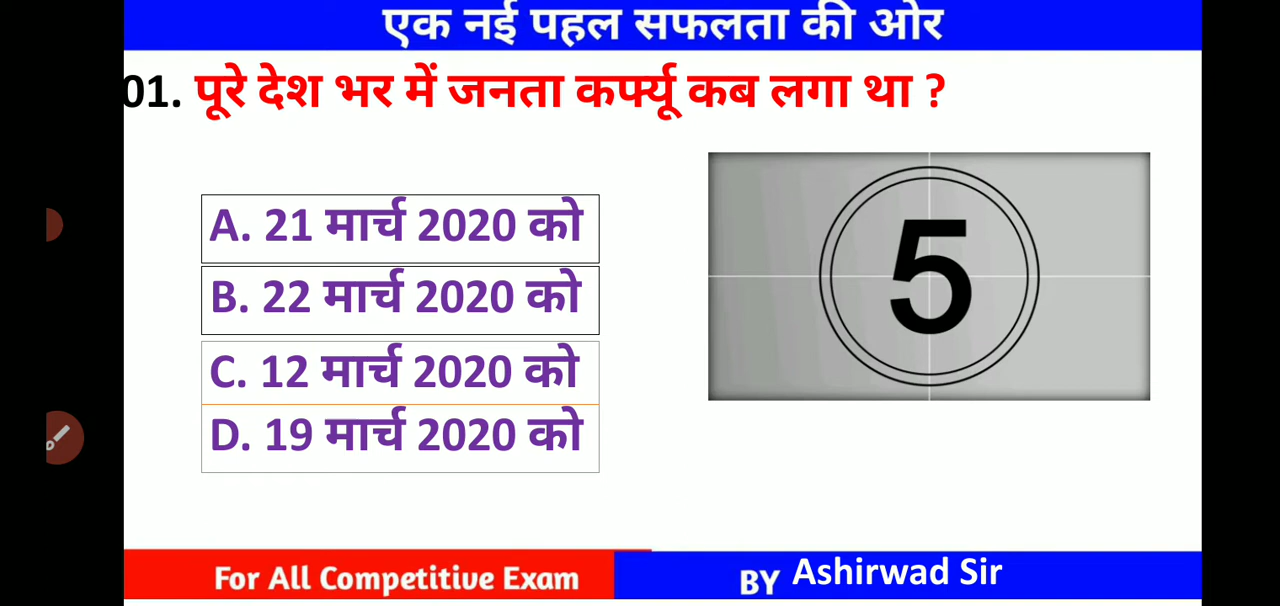 एक नई पहल सफलता की ओर
01. पूरे देश भर में जनता कर्फ्यू कब लगा था ?
A. 21 मार्च 2020 को
B. 22 मार्च 2020 को
C. 12 मार्च 2020 को
D. 19 मार्च 2020 को
5
For All Competitive Exam
BY Ashirwad Sir